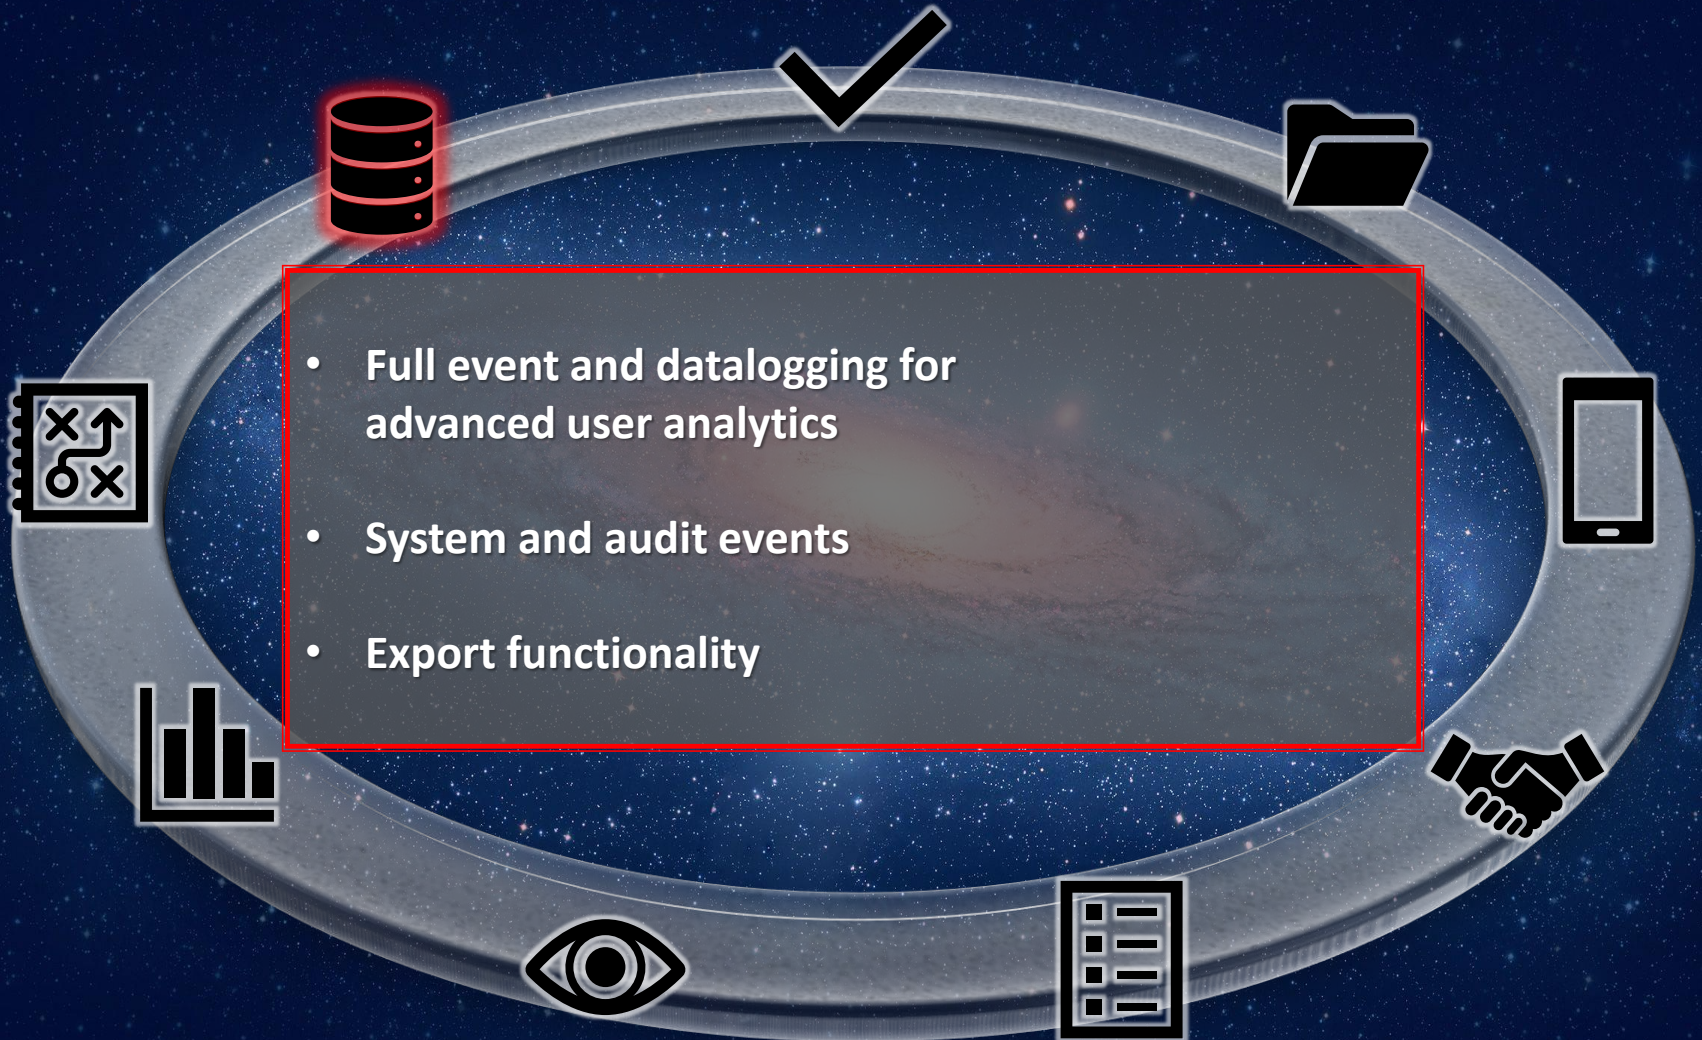 • Full event and datalogging for
advanced user analytics
• System and audit events
• Export functionality